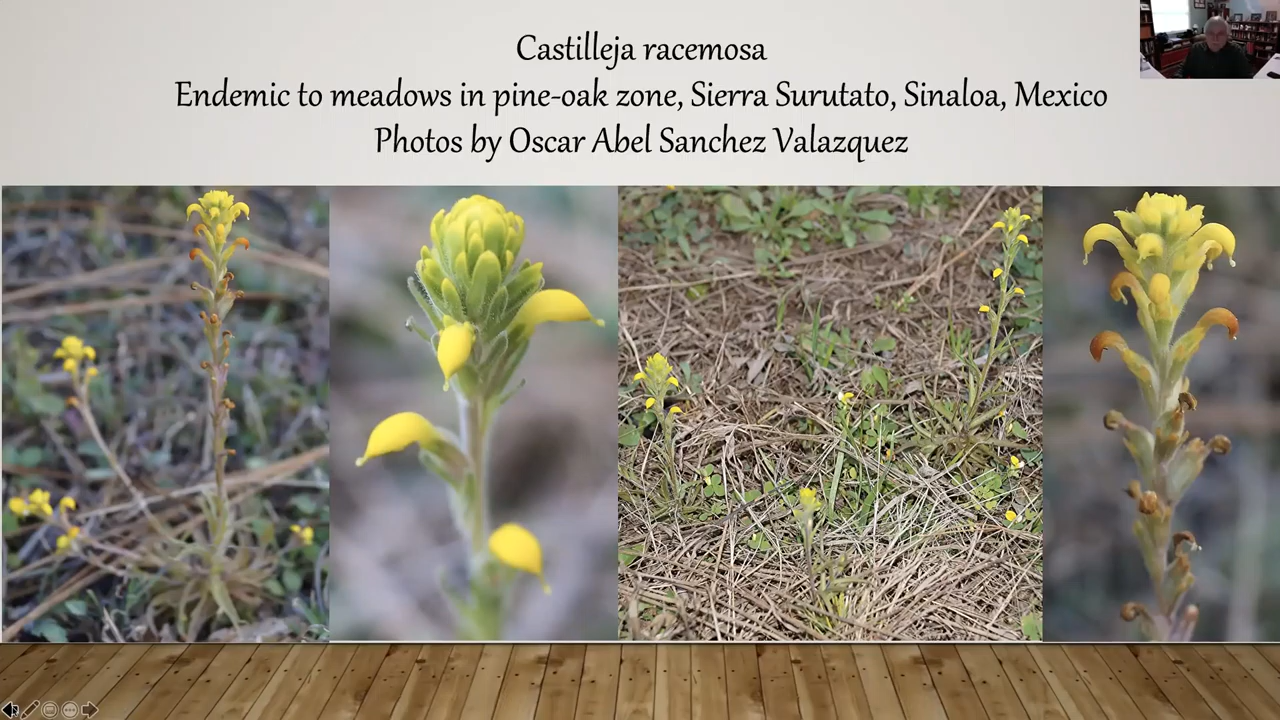 Castilleja racemosa
Endemic to meadows in pine-oak zone, Sierra Surutato, Sinaloa, Mexico
Photos by Oscar Abel Sanchez Valazquez